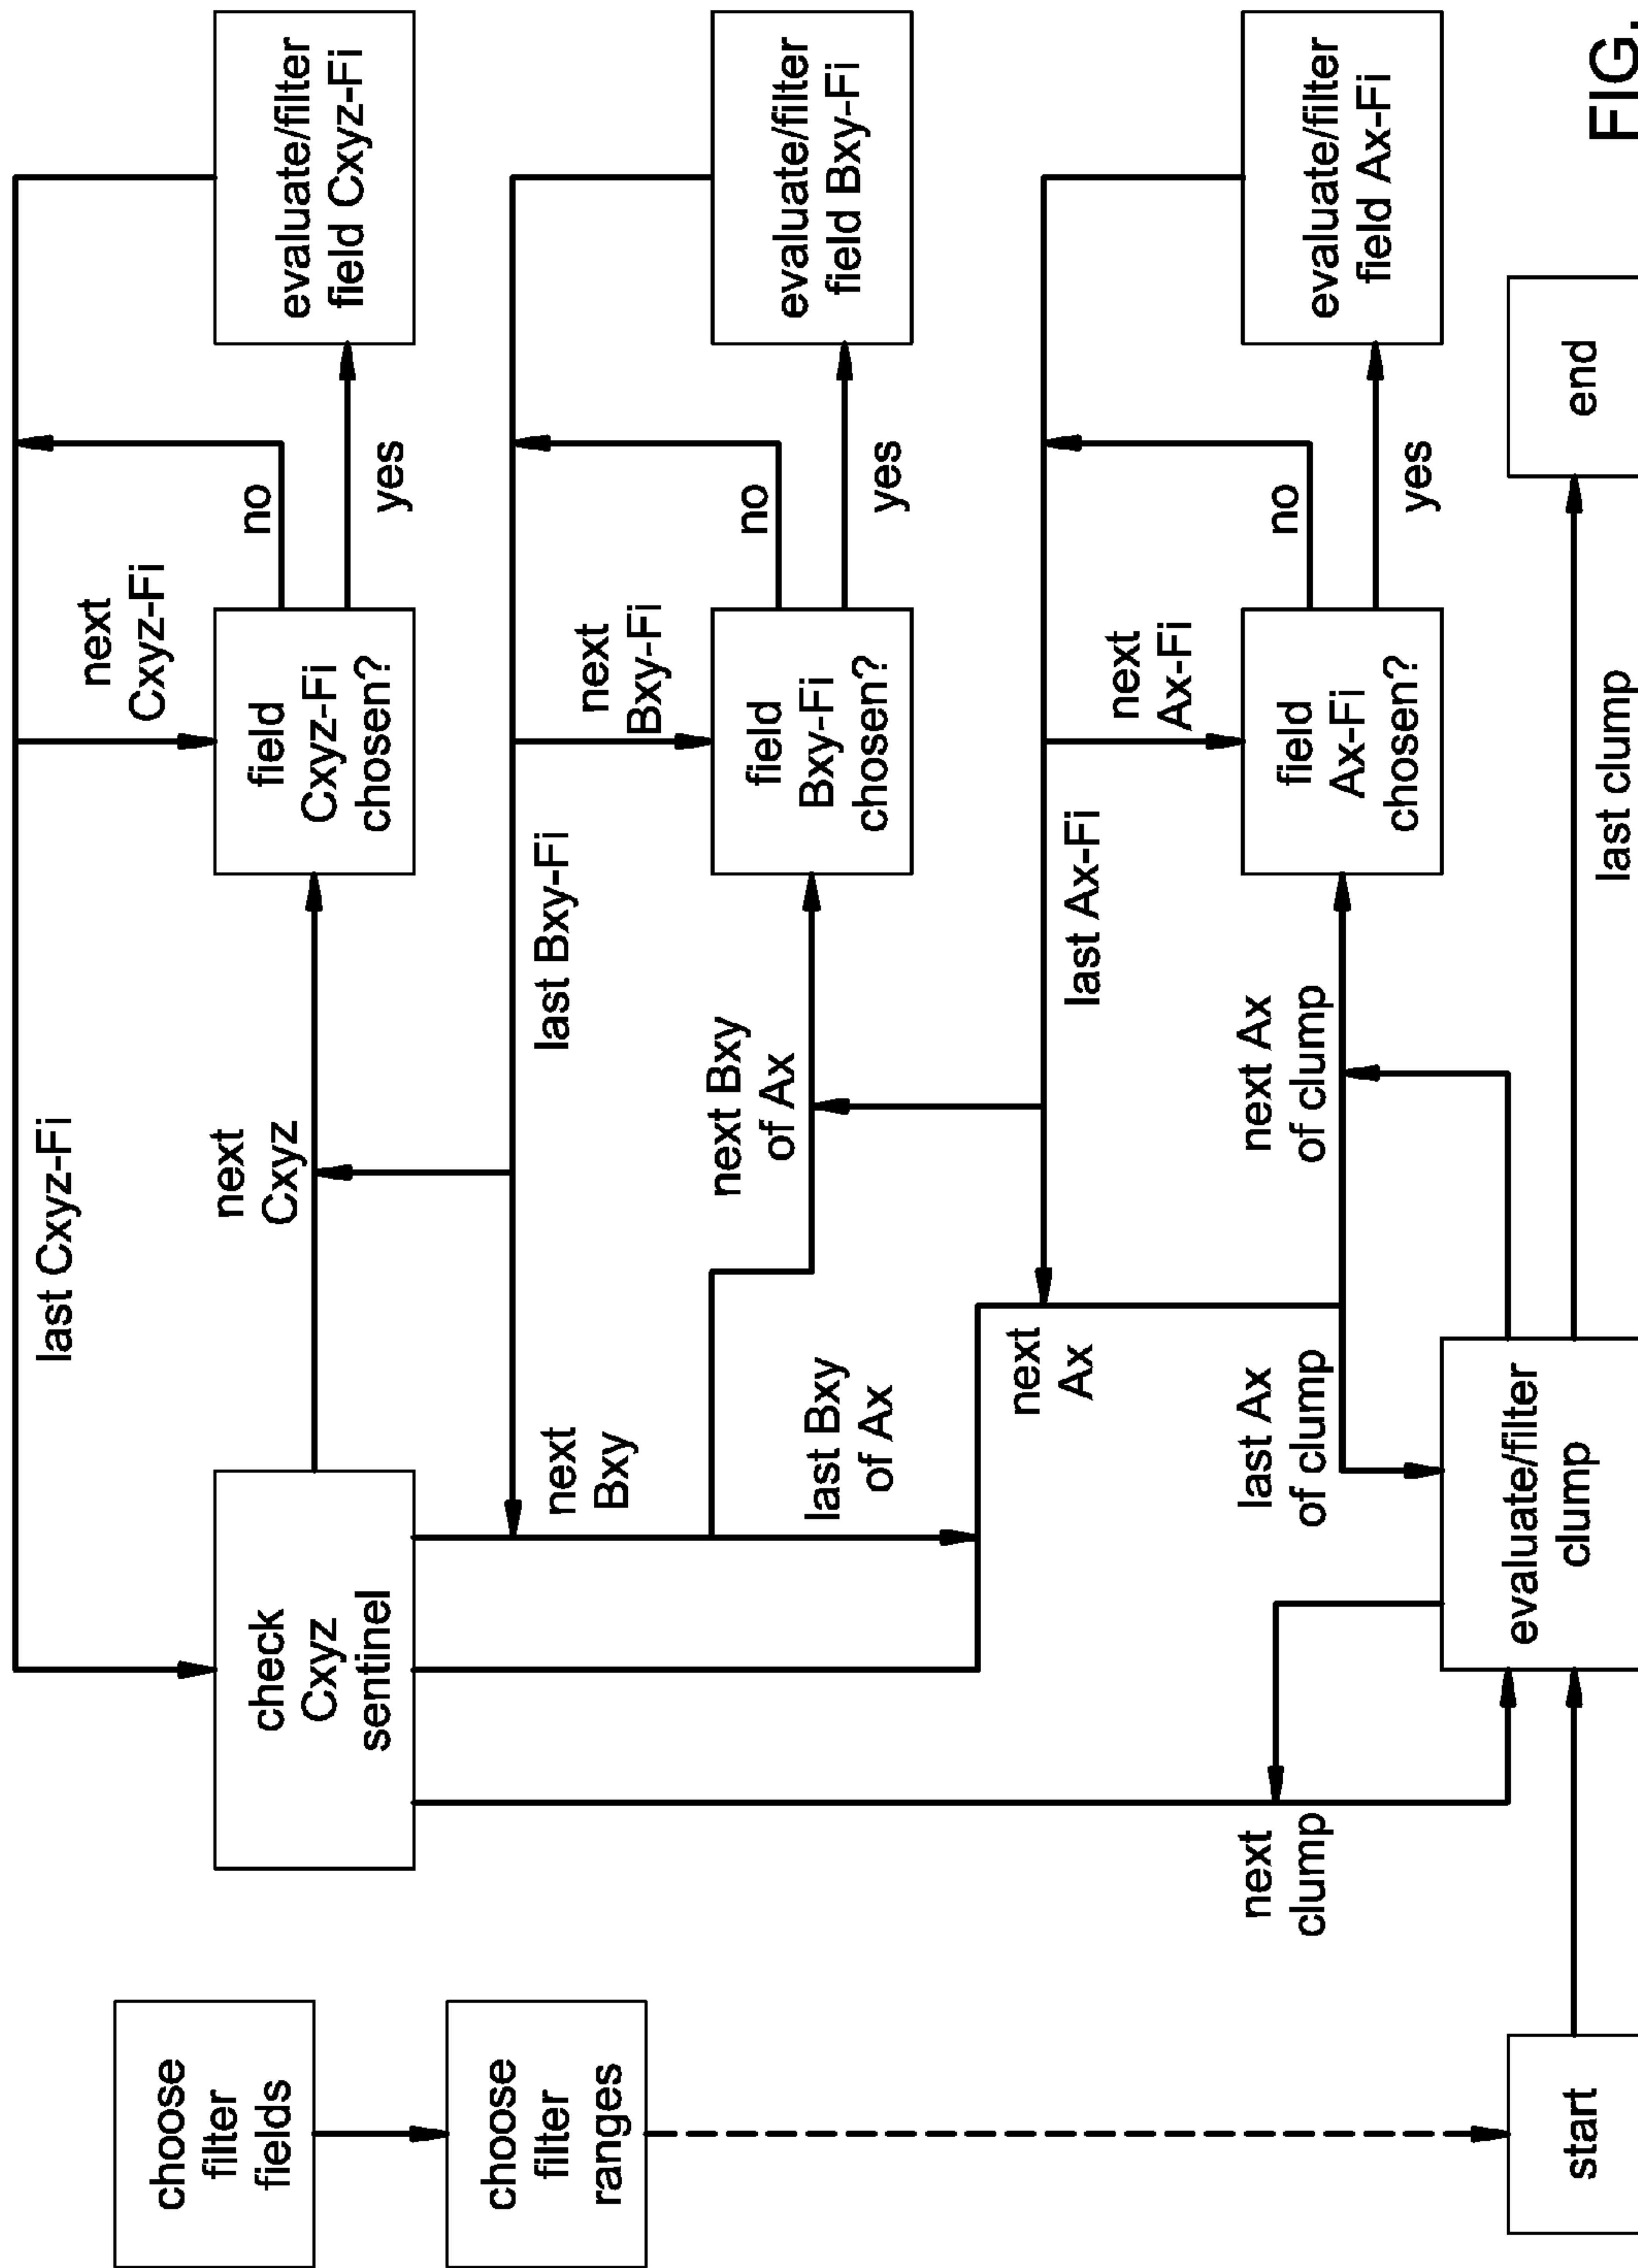 choose
filter
fields
choose
filter
ranges
start
last Cxyz-Fi
check
Cxyz
sentinel
next
Cxyz
next
Cxyz-Fi
field
Cxyz-Fi
chosen?
no
yes
evaluate/filter
field Cxyz-Fi
last Bxy-Fi
next
Bxy
next Bxy
of Ax
last Bxy
of Ax
next
Bxy-Fi
field
Bxy-Fi
chosen?
no
yes
evaluate/filter
field Bxy-Fi
last Ax-Fi
next
Ax
next Ax
of clump
last Ax
of clump
next
Ax-Fi
field
Ax-Fi
chosen?
no
yes
evaluate/filter
field Ax-Fi
next
clump
evaluate/filter
clump
last clump
end
FIG.